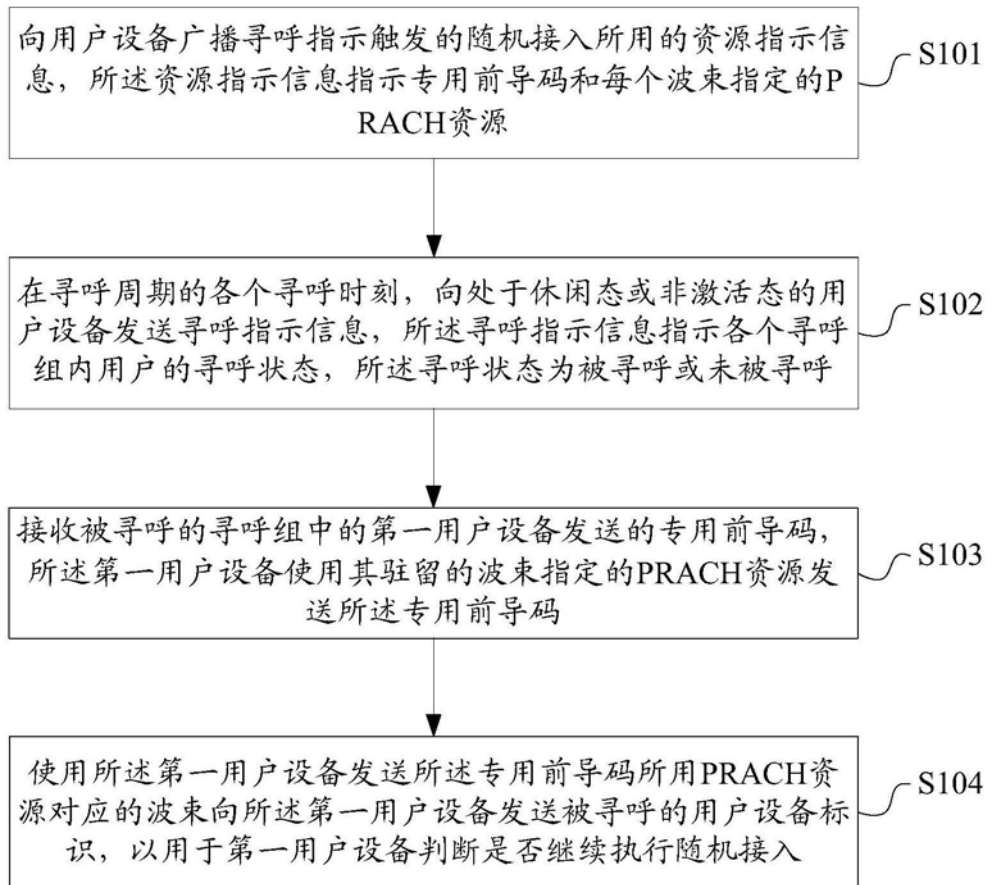 向用户设备广播寻呼指示触发的随机接入所用的资源指示信
息，所述资源指示信息指示专用前导码和每个波束指定的P
RACH资源
S101
在寻呼周期的各个寻呼时刻，向处于休闲态或非激活态的用
户设备发送寻呼指示信息，所述寻呼指示信息指示各个寻呼
组内用户的寻呼状态，所述寻呼状态为被寻呼或未被寻呼
S102
接收被寻呼的寻呼组中的第一用户设备发送的专用前导码，
所述第一用户设备使用其驻留的波束指定的PRACH资源发
送所述专用前导码
S103
使用所述第一用户设备发送所述专用前导码所用PRACH资
源对应的波束向所述第一用户设备发送被寻呼的用户设备标
识，以用于第一用户设备判断是否继续执行随机接入
S104